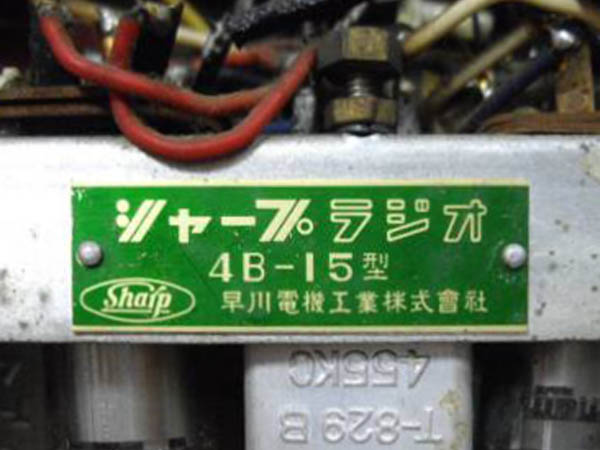 シャープラジオ
4B-15型
Sharp
早川電機工業株式會社
455KC
T-829B